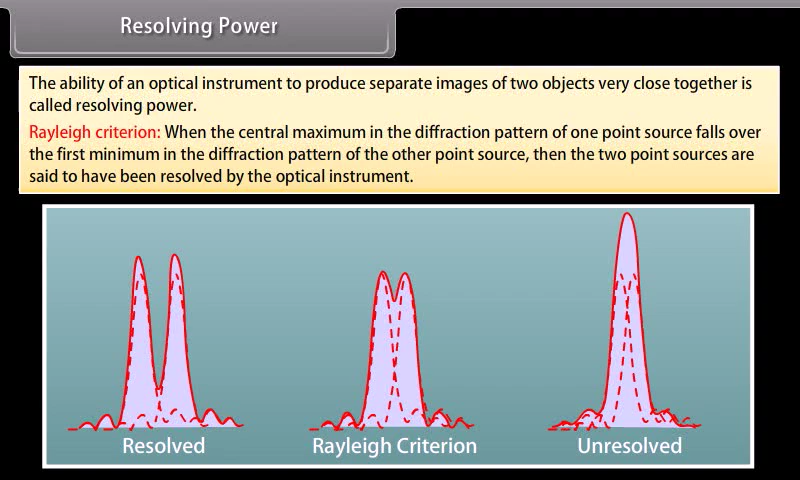 Resolving Power
The ability of an optical instrument to produce separate images of two objects very close together is
called resolving power.
Rayleigh criterion: When the central maximum in the diffraction pattern of one point source falls over
the first minimum in the diffraction pattern of the other point source, then the two point sources are
said to have been resolved by the optical instrument.
Resolved
Rayleigh Criterion
Unresolved